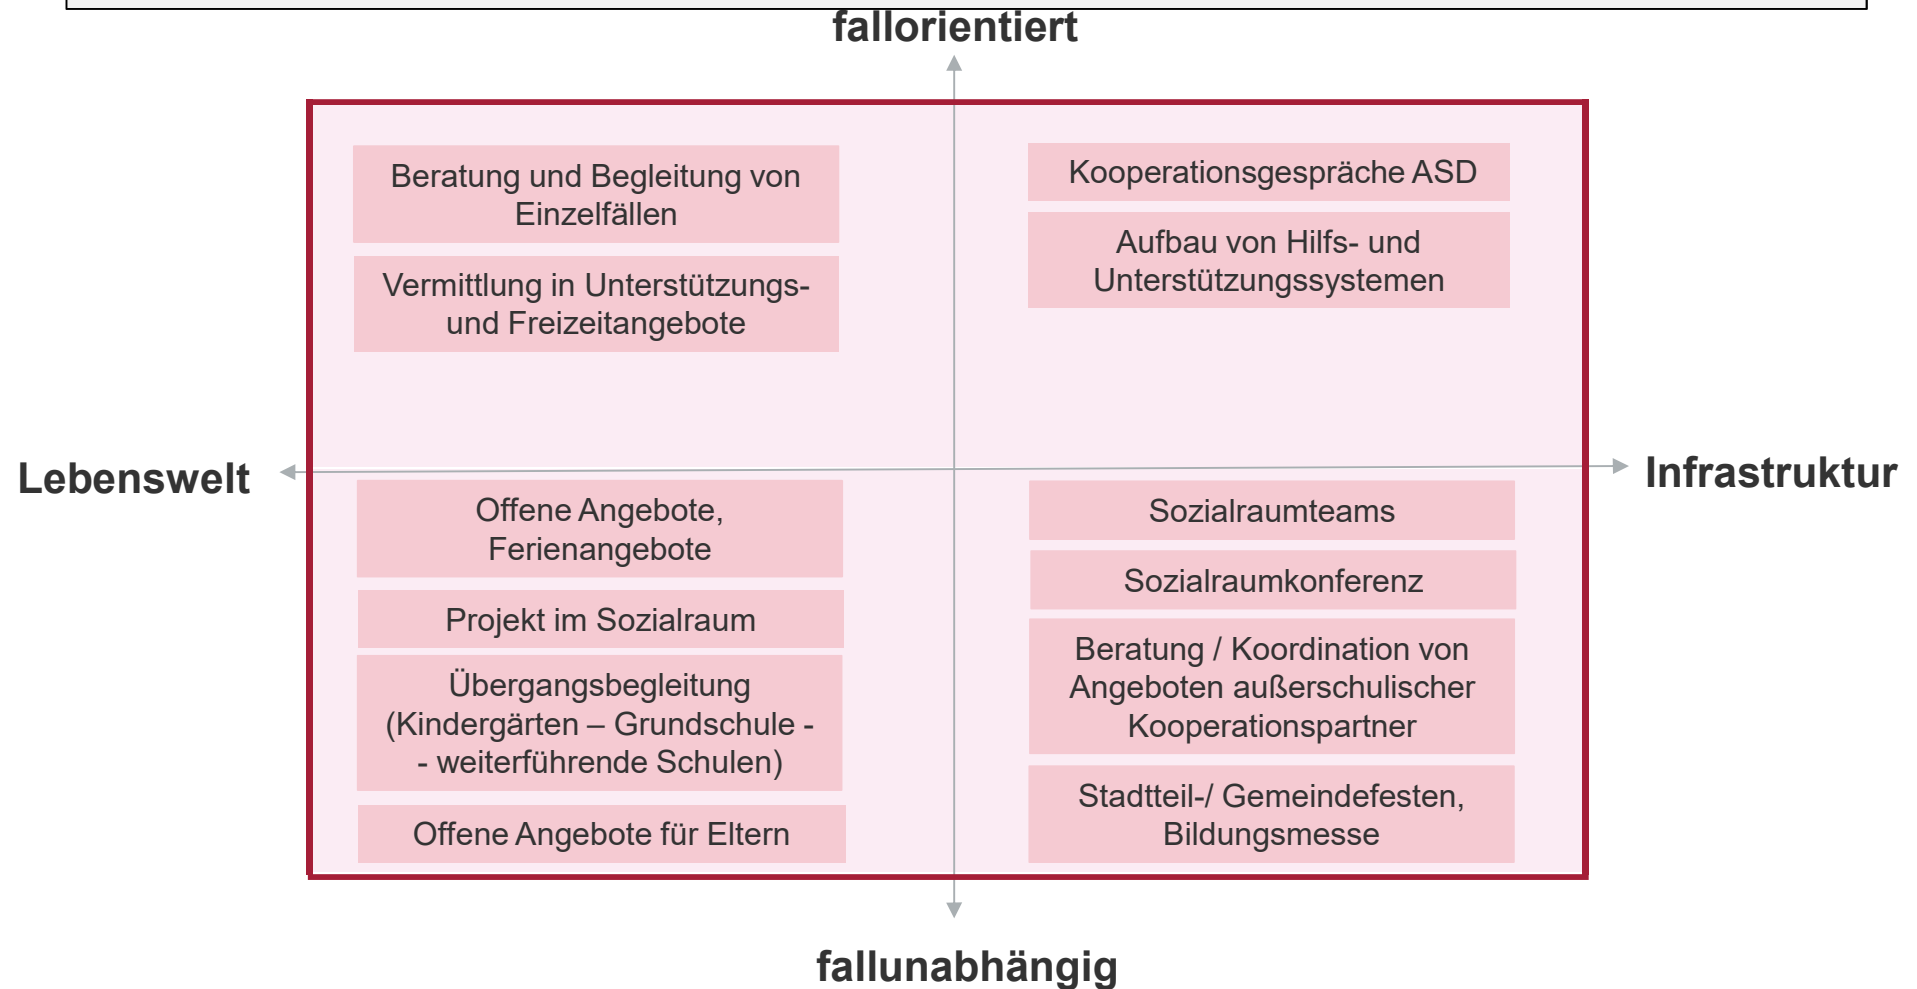 fallorientiert
Beratung und Begleitung von
Einzelfällen
Vermittlung in Unterstützungs-
und Freizeitangebote
Kooperationsgespräche ASD
Aufbau von Hilfs- und
Unterstützungssystemen
Lebenswelt
Infrastruktur
Offene Angebote,
Ferienangebote
Projekt im Sozialraum
Übergangsbegleitung
(Kindergärten – Grundschule -
- weiterführende Schulen)
Offene Angebote für Eltern
Sozialraumteams
Sozialraumkonferenz
Beratung / Koordination von
Angeboten außerschulischer
Kooperationspartner
Stadtteil-/ Gemeindefesten,
Bildungsmesse
fallunabhängig